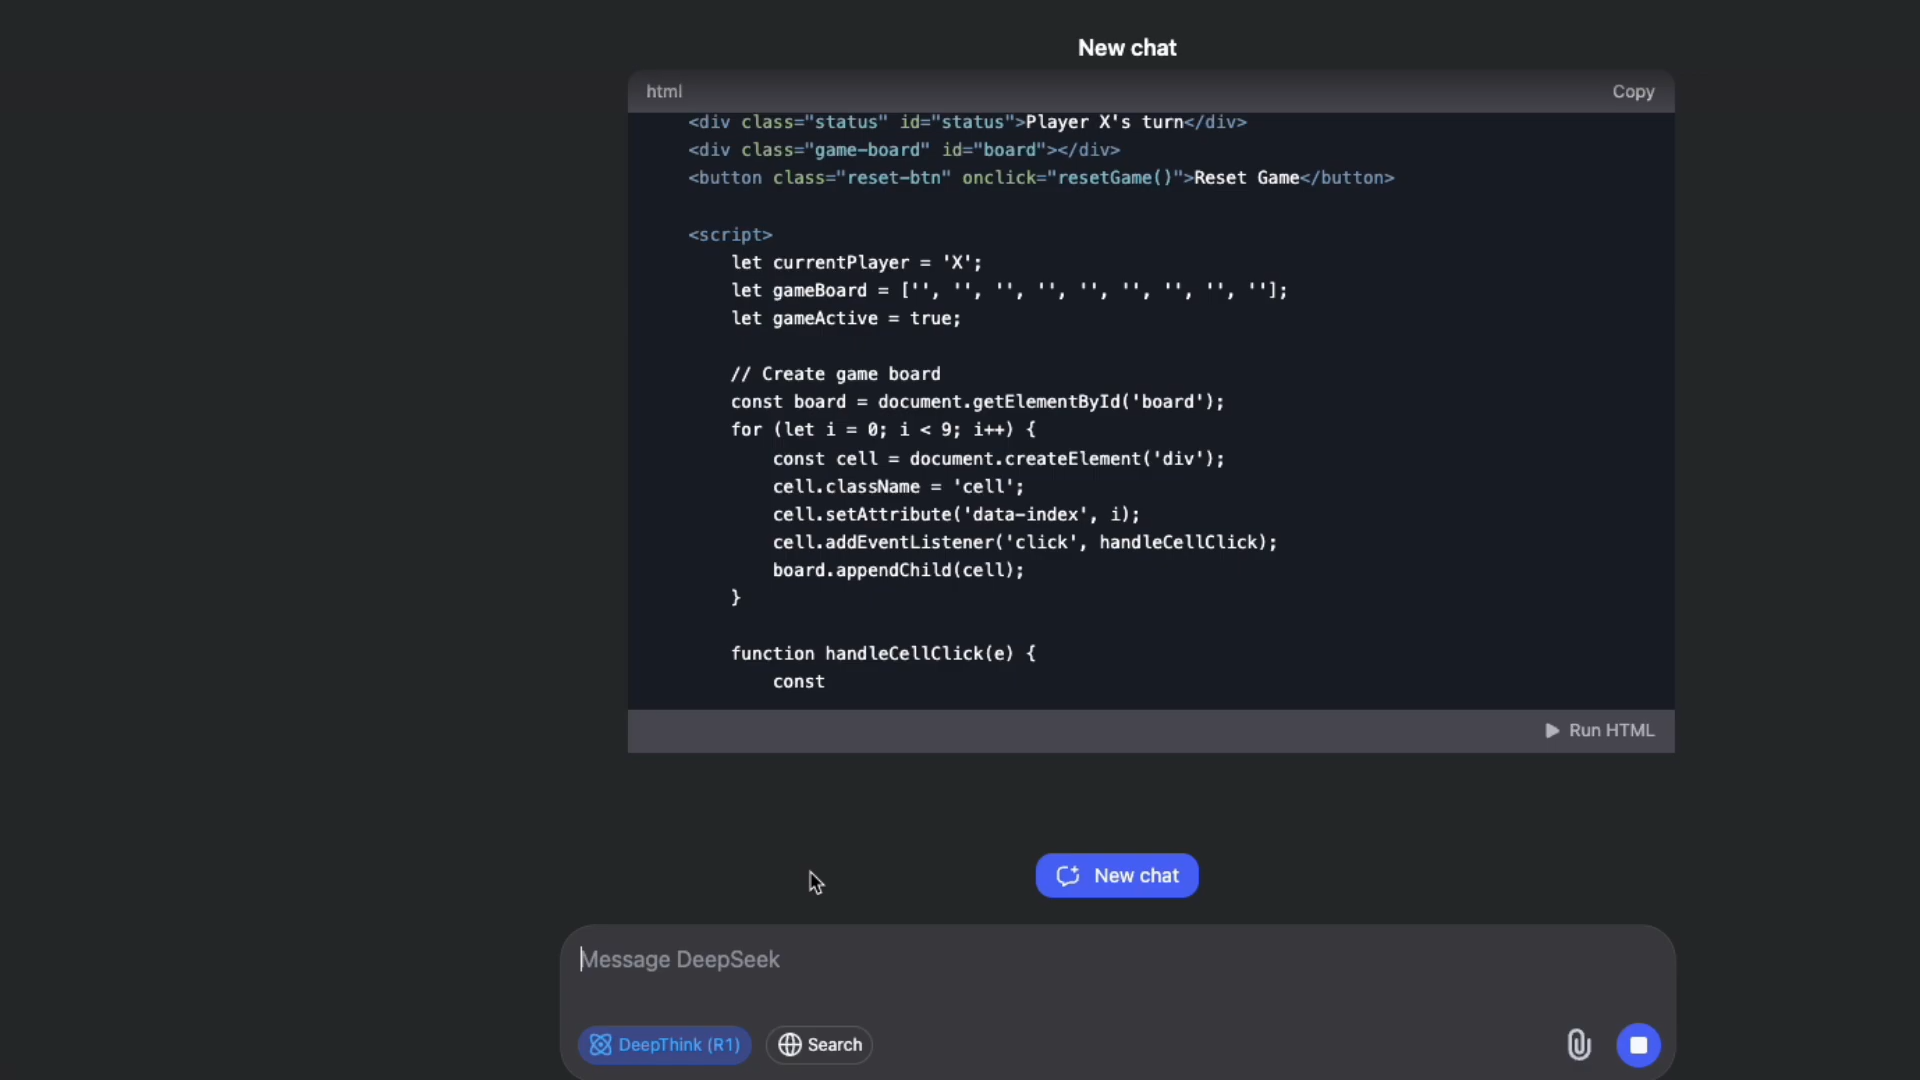 New chat
html
Copy
<div class="status" id="status">Player X's turn</div>
<div class="game-board" id="board"></div>
<button class="reset-btn" onclick="resetGame()">Reset Game</button>
<script>
let currentPlayer = 'X';
let gameBoard = ['', '', '', '', '', '', '', '', ''];
let gameActive = true;
// Create game board
const board = document.getElementById('board');
for (let i = 0; i < 9; i++) {
const cell = document.createElement('div');
cell.className = 'cell';
cell.setAttribute('data-index', i);
cell.addEventListener('click', handleCellClick);
board.appendChild(cell);
}
function handleCellClick(e) {
const
Run HTML
New chat
Message DeepSeek
DeepThink (R1)
Search